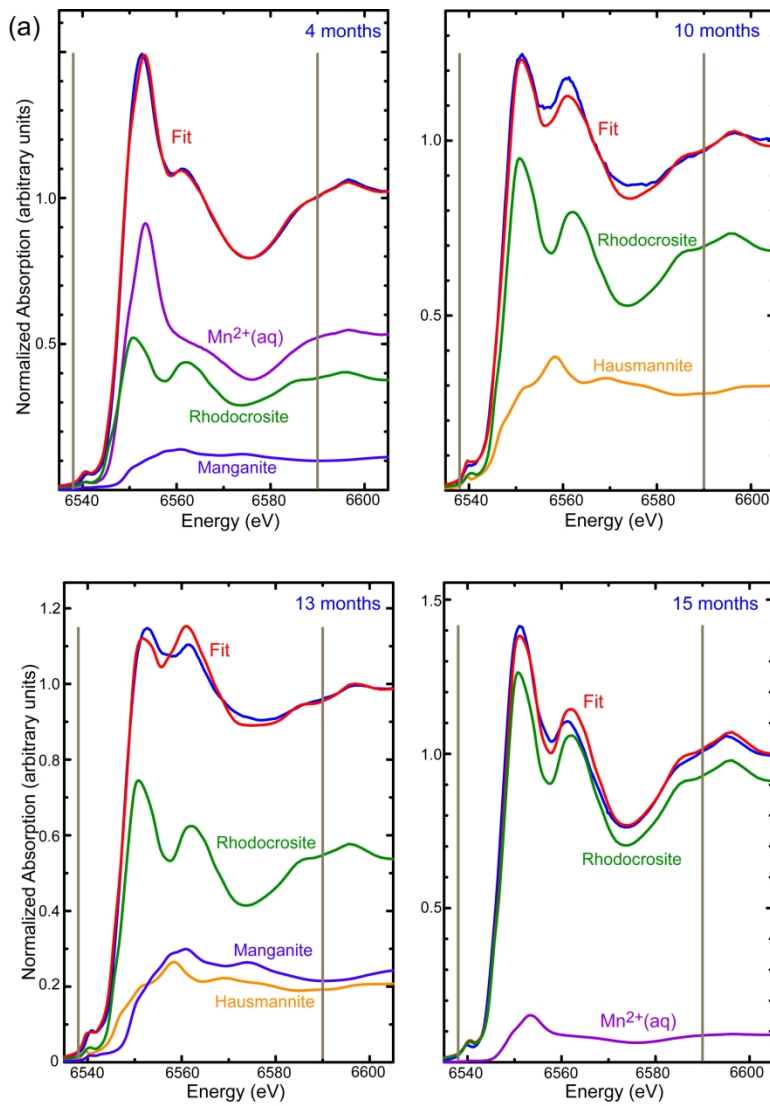 (a)
4 months
Fit
Mn2+(aq)
Rhodocrosite
Manganite
1.0
0.5
6540
6560
6580
6600
Energy (eV)
Normalized Absorption (arbitrary units)
10 months
Fit
Rhodocrosite
Hausmannite
1.0
0.5
6540
6560
6580
6600
Energy (eV)
13 months
Fit
Rhodocrosite
Manganite
Hausmannite
1.2
1.0
0.8
0.6
0.4
0.2
0
6540
6560
6580
6600
Energy (eV)
Normalized Absorption (arbitrary units)
15 months
Fit
Rhodocrosite
Mn2+(aq)
1.5
1.0
0.5
6540
6560
6580
6600
Energy (eV)